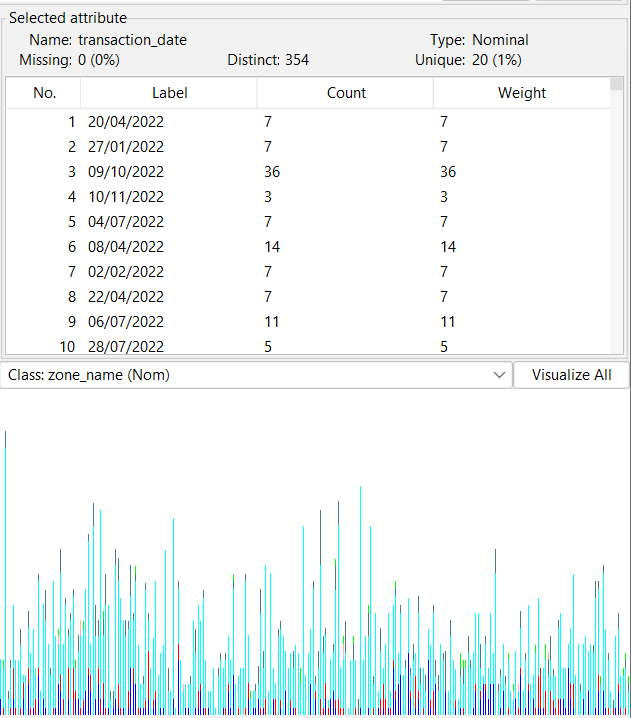 Selected attribute
Name: transaction_date Type: Nominal
Missing: 0 (0%) Distinct: 354 Unique: 20 (1%)
No. Label Count Weight
1 20/04/2022 7 7
2 27/01/2022 7 7
3 09/10/2022 36 36
4 10/11/2022 3 3
5 04/07/2022 7 7
6 08/04/2022 14 14
7 02/02/2022 7 7
8 22/04/2022 7 7
9 06/07/2022 11 11
10 28/07/2022 5 5
Class: zone_name (Nom) Visualize All